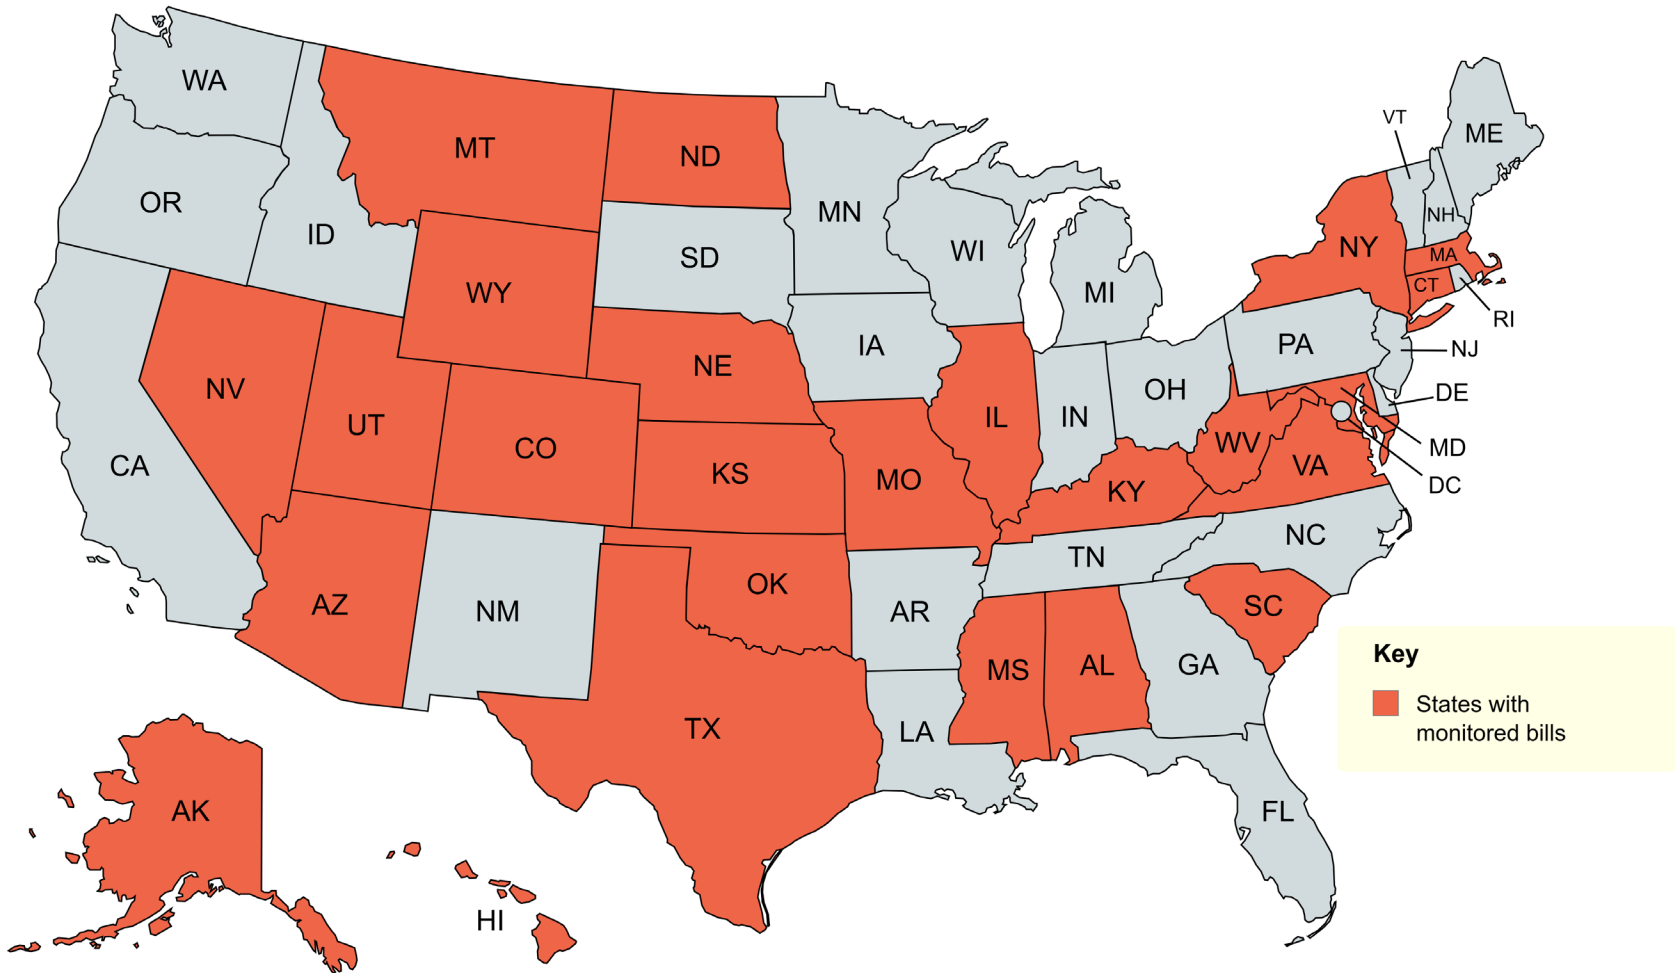 WA
MT
ND
MN
VT
ME
OR
ID
SD
WI
MI
NY
NH
MA
CT
RI
WY
NE
IA
PA
NJ
NV
UT
CO
KS
MO
IL
IN
OH
DE
MD
DC
WV
VA
KY
CA
AZ
NM
OK
AR
TN
NC
SC
TX
LA
MS
AL
GA
FL
AK
HI
Key
States with
monitored bills